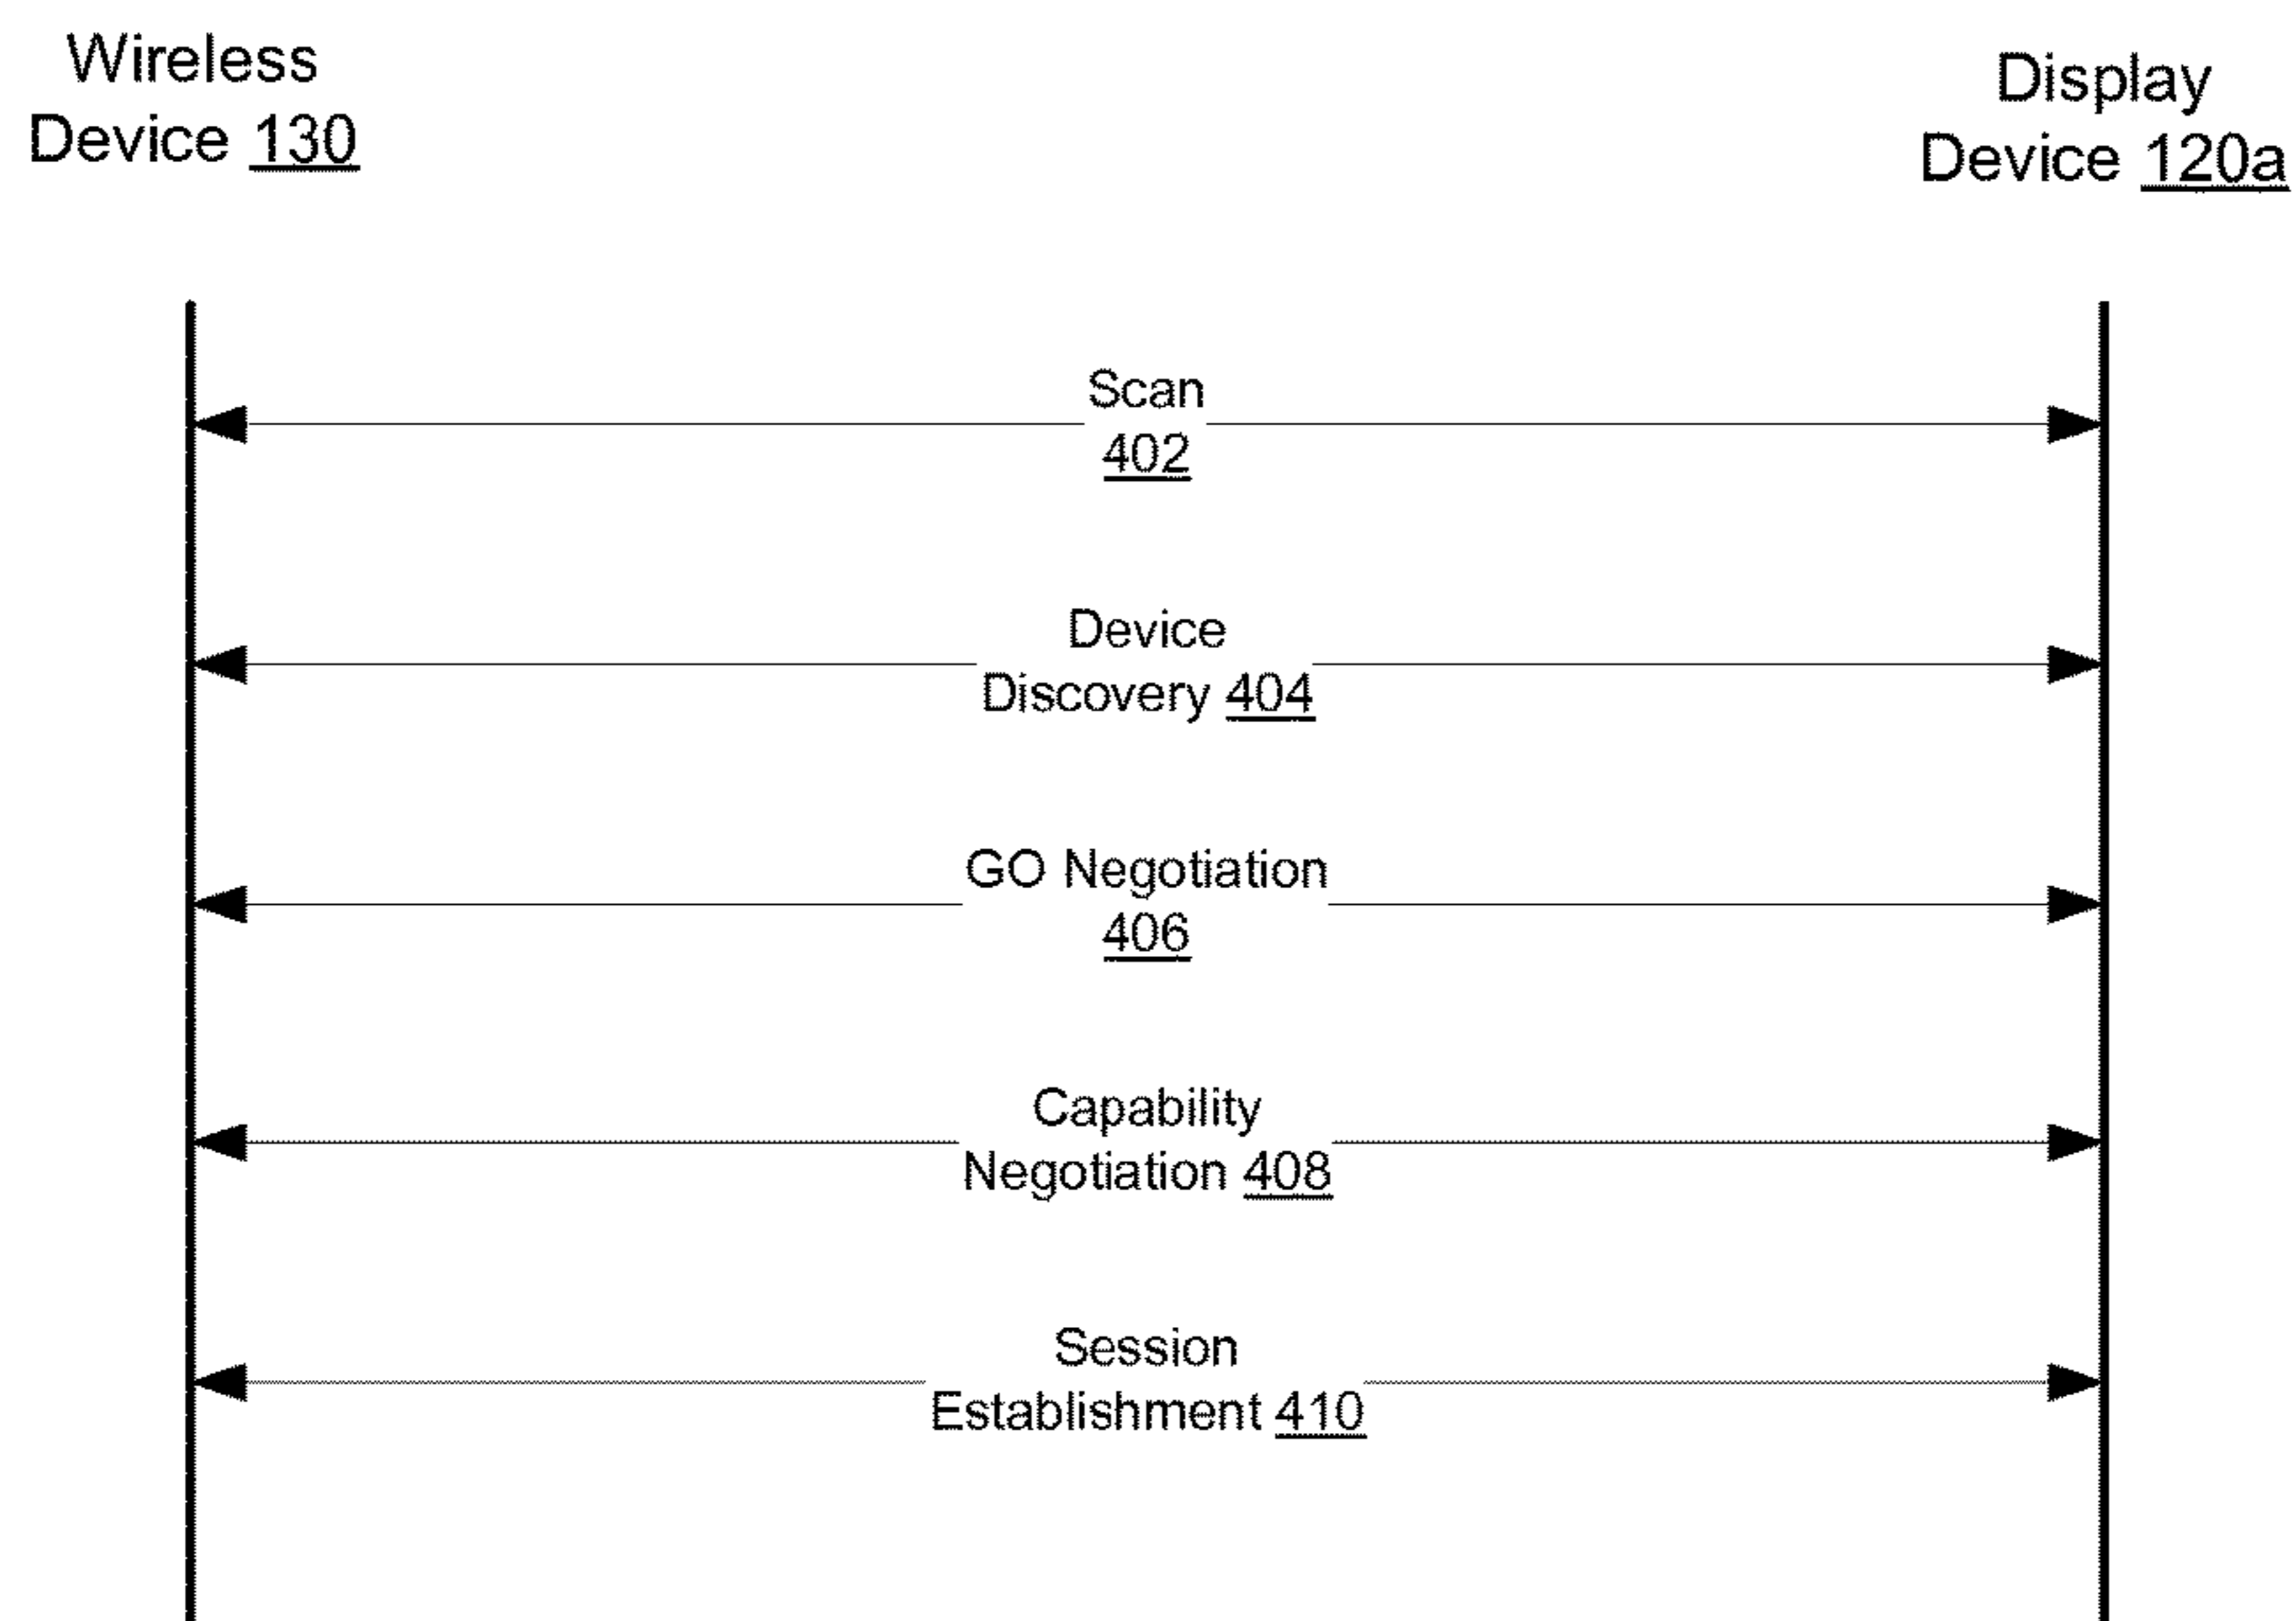 Wireless
Device 130
Display
Device 120a
Scan
402
Device
Discovery 404
GO Negotiation
406
Capability
Negotiation 408
Session
Establishment 410